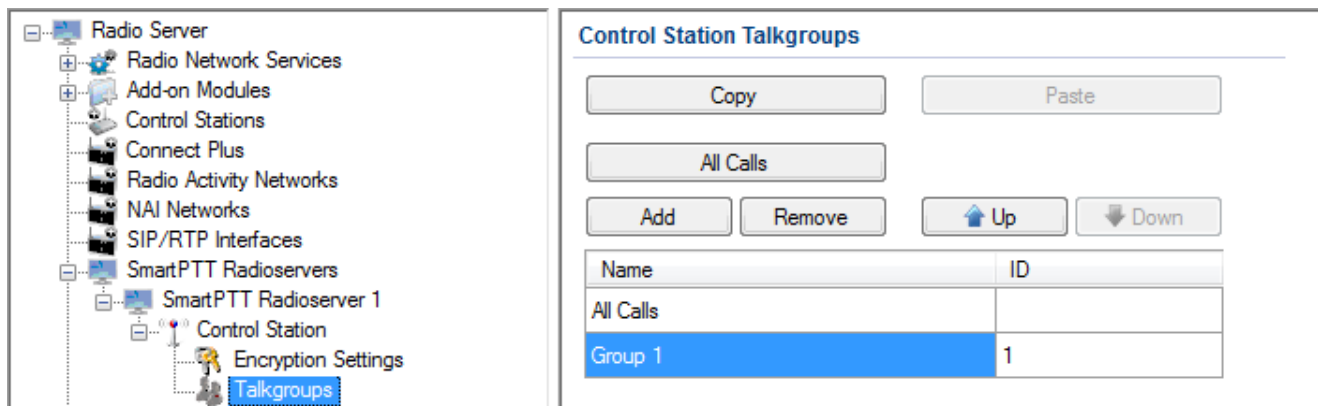 Radio Server
Radio Network Services
Add-on Modules
Control Stations
Connect Plus
Radio Activity Networks
NAI Networks
SIP/RTP Interfaces
SmartPTT Radioservers
SmartPTT Radioserver 1
Control Station
Encryption Settings
Talkgroups
Control Station Talkgroups
Copy Paste
All Calls
Add Remove Up Down
Name ID
All Calls
Group 1 1